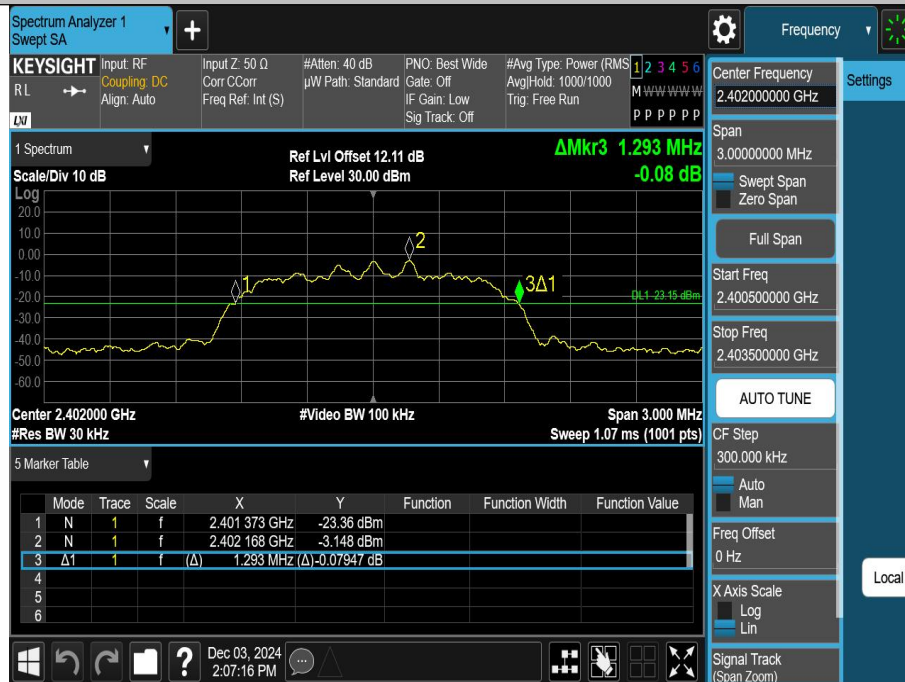 Spectrum Analyzer 1
Swept SA
+
Frequency
KEYSIGHT
RL
LXI
Input: RF
Coupling: DC
Align: Auto
Input Z: 50 Ω
Corr CCorr
Freq Ref: Int (S)
#Atten: 40 dB
µW Path: Standard
PNO: Best Wide
Gate: Off
IF Gain: Low
Sig Track: Off
#Avg Type: Power (RMS
Avg|Hold: 1000/1000
Trig: Free Run
1 2 3 4 5 6
M W W W W W
P P P P P P
1 Spectrum
Scale/Div 10 dB
Log
Ref Lvl Offset 12.11 dB
Ref Level 30.00 dBm
ΔMkr3 1.293 MHz
-0.08 dB
20.0
10.0
0.00
-10.0
-20.0
-30.0
-40.0
-50.0
-60.0
1
2
3Δ1
DL1 -23.15 dBm
Center 2.402000 GHz
#Video BW 100 kHz
Span 3.000 MHz
#Res BW 30 kHz
Sweep 1.07 ms (1001 pts)
5 Marker Table
Mode Trace Scale X Y Function Function Width Function Value
1 N 1 f 2.401 373 GHz -23.36 dBm
2 N 1 f 2.402 168 GHz -3.148 dBm
3 Δ1 1 f (Δ) 1.293 MHz (Δ) -0.07947 dB
4
5
6
?
Dec 03, 2024
2:07:16 PM
Center Frequency
2.402000000 GHz
Span
3.00000000 MHz
Swept Span
Zero Span
Full Span
Start Freq
2.400500000 GHz
Stop Freq
2.403500000 GHz
AUTO TUNE
CF Step
300.000 kHz
Auto
Man
Freq Offset
0 Hz
X Axis Scale
Log
Lin
Signal Track
(Span Zoom)
Settings
Local